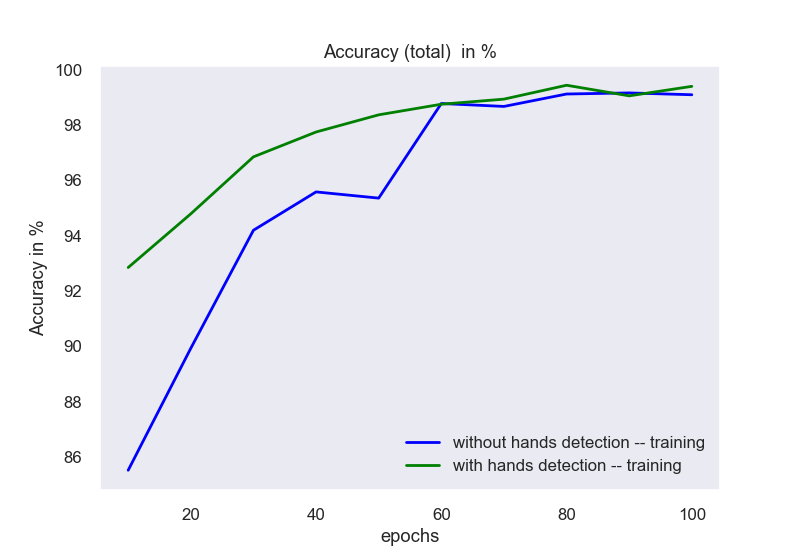 Accuracy (total)  in %
Accuracy in %
100
98
96
94
92
90
88
86
without hands detection -- training
with hands detection -- training
20 40 60 80 100
epochs